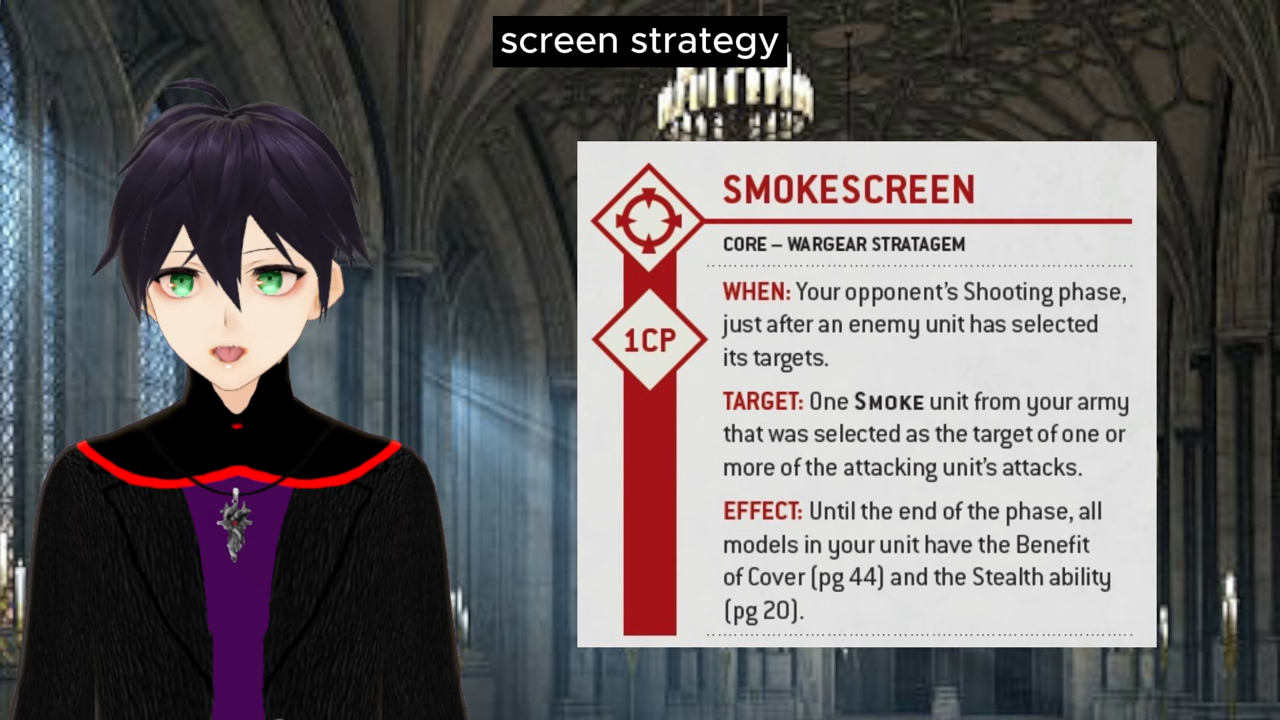 screen strategy
SMOKESCREEN
CORE – WARGEAR STRATAGEM
1CP
WHEN: Your opponent's Shooting phase,
just after an enemy unit has selected
its targets.
TARGET: One SMOKE unit from your army
that was selected as the target of one or
more of the attacking unit's attacks.
EFFECT: Until the end of the phase, all
models in your unit have the Benefit
of Cover (pg 44) and the Stealth ability
(pg 20).